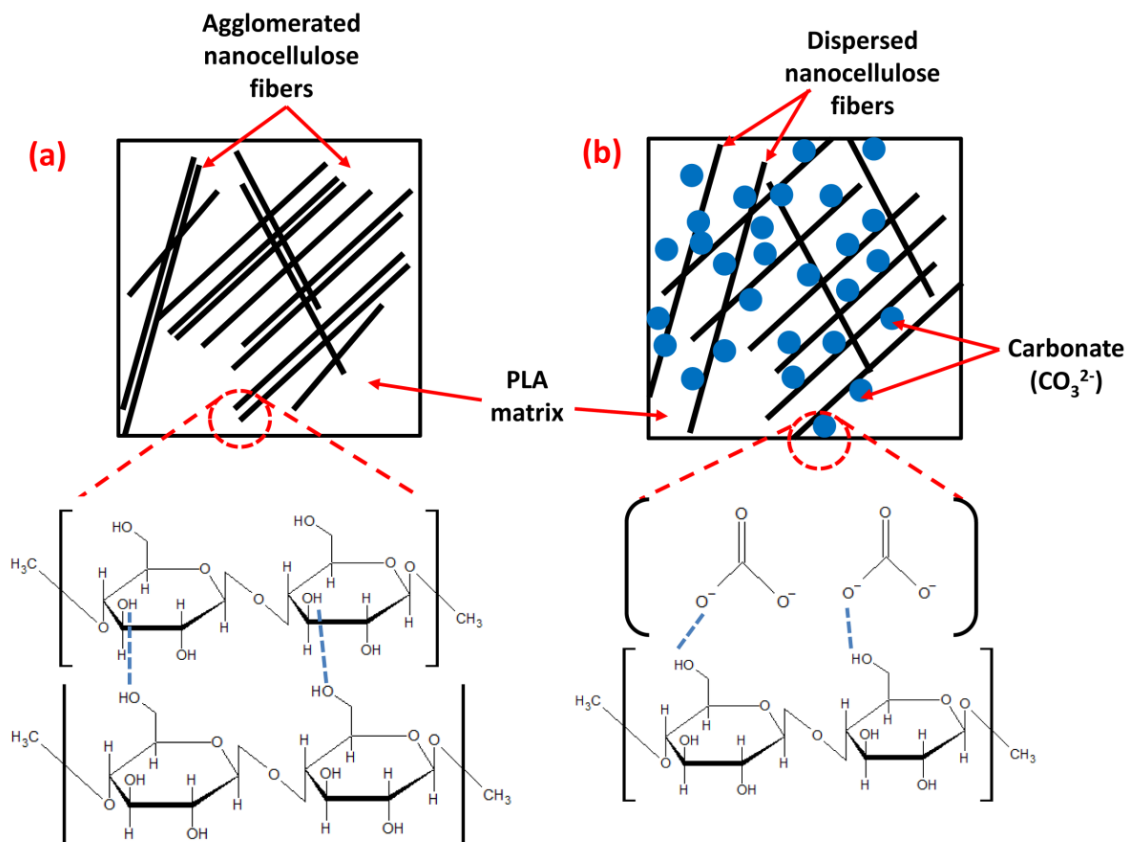 Agglomerated
nanocellulose
fibers
Dispersed
nanocellulose
fibers
(a)
(b)
PLA
matrix
Carbonate
(CO₃²⁻)
HO
HO
H₃C
H
H
O
H
H
O
O
OH
H
OH
H
O
H
H
H
O
CH₃
H
OH
H
OH
HO
HO
H₃C
H
H
O
H
H
O
O
OH
H
OH
H
O
H
H
H
O
CH₃
H
OH
H
OH
O
O
O⁻
O⁻
O⁻
O⁻
HO
HO
H₃C
H
H
O
H
H
O
O
OH
H
OH
H
O
H
H
H
O
CH₃
H
OH
H
OH